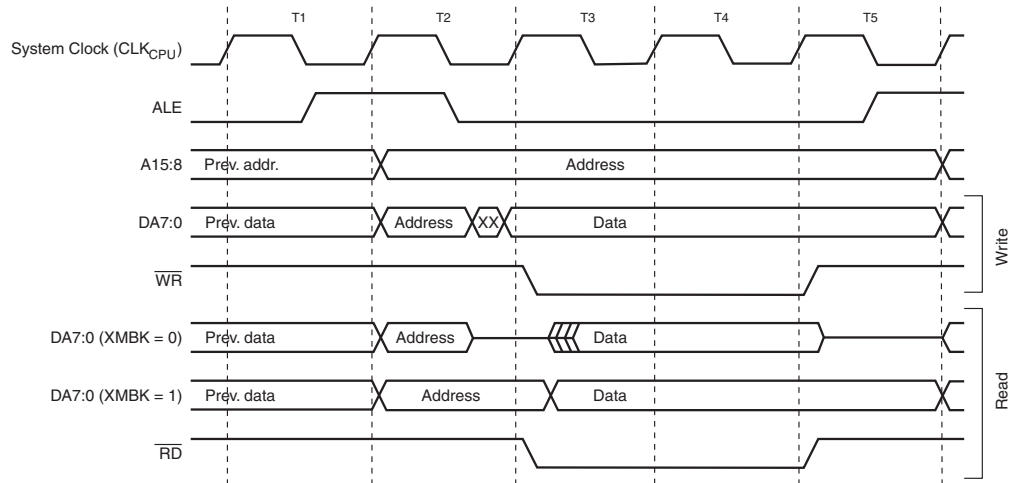 T1 T2 T3 T4 T5
System Clock (CLKCPU)
ALE
A15:8 Prev. addr. Address
DA7:0 Prev. data Address XX Data
WR
Write
DA7:0 (XMBK = 0) Prev. data Address Data
DA7:0 (XMBK = 1) Prev. data Address Data
RD
Read